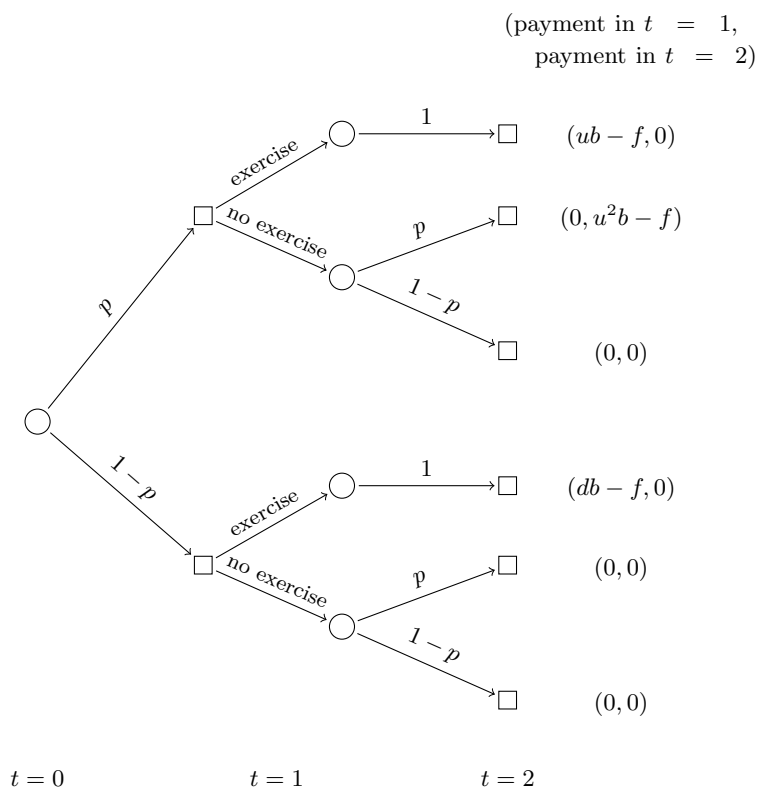 (payment in t = 1,
payment in t = 2)
1
(ub − f, 0)
exercise
no exercise
p
(0, u²b − f)
p
1 − p
(0, 0)
1 − p
1
(db − f, 0)
exercise
no exercise
p
(0, 0)
1 − p
(0, 0)
t = 0
t = 1
t = 2